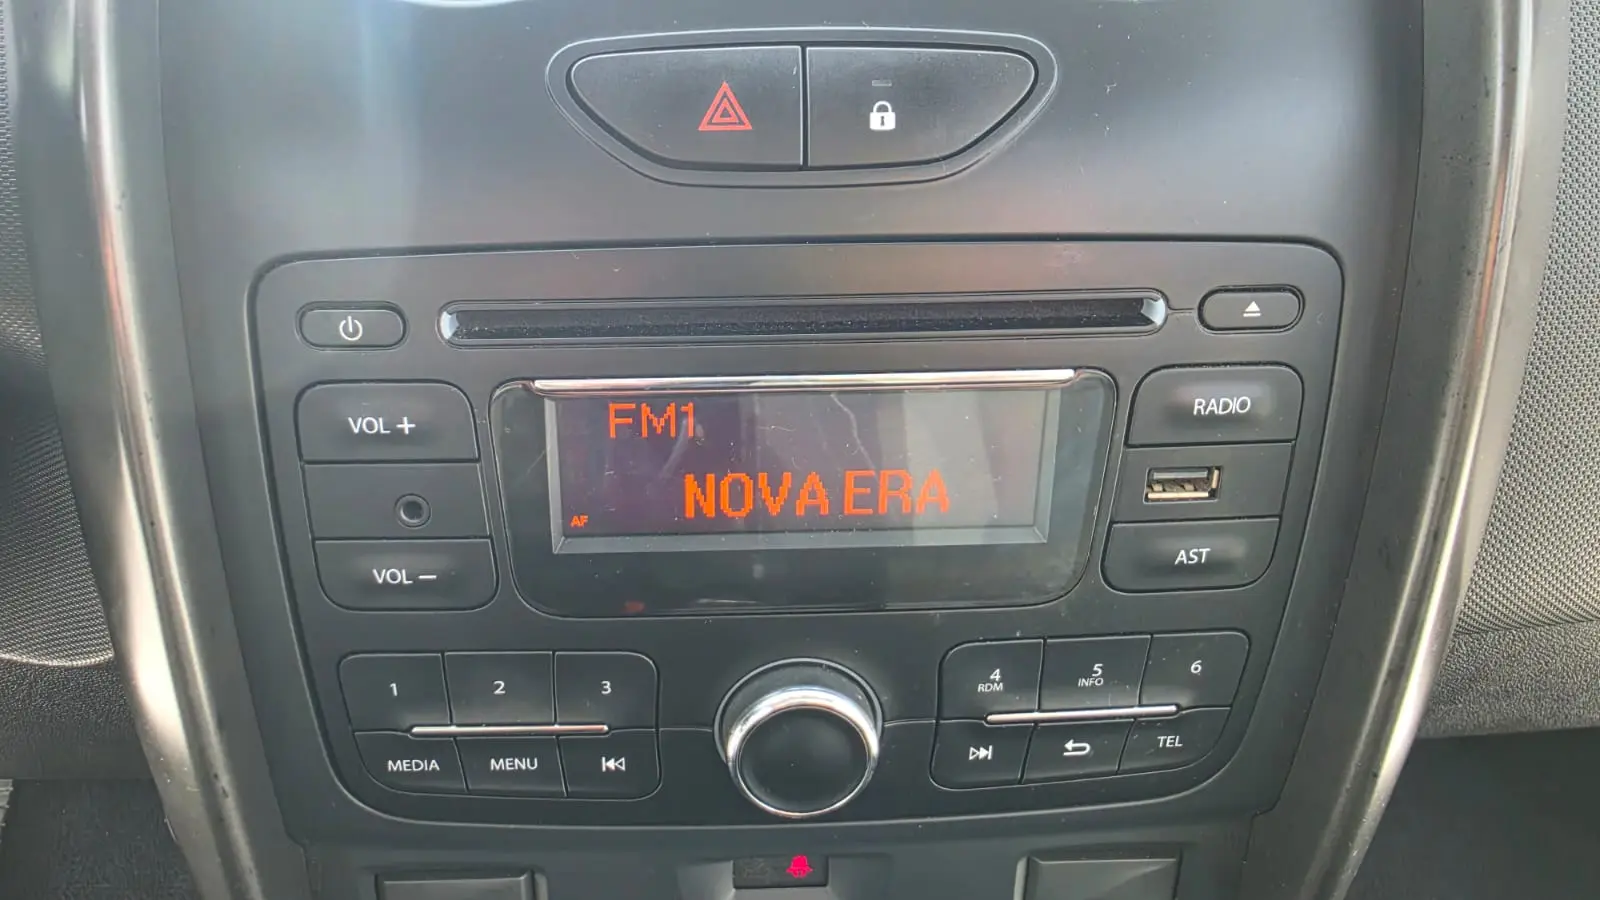 VOL +
VOL −
FM1
NOVA ERA
AF
RADIO
AST
1
2
3
MEDIA
MENU
4
RDM
5
INFO
6
TEL